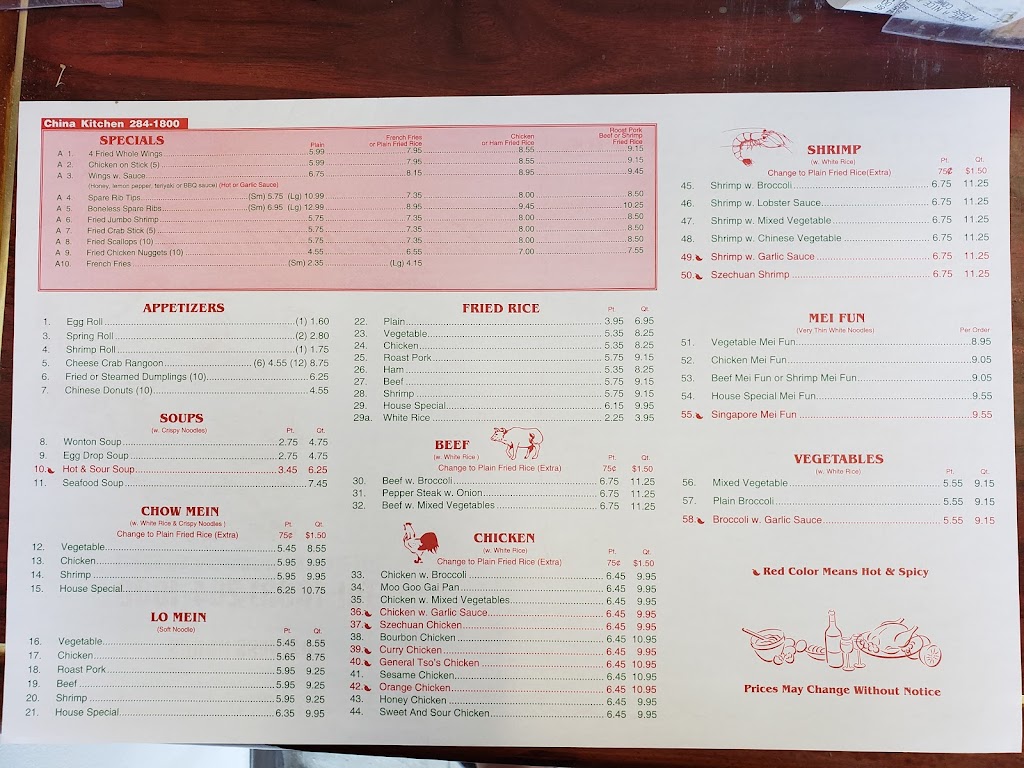 China Kitchen 284-1800
SPECIALS
Plain French Fries or Plain Fried Rice Chicken or Ham Fried Rice Roast Pork Beef or Shrimp Fried Rice
A 1. 4 Fried Whole Wings 5.99 7.95 8.55 9.15
A 2. Chicken on Stick (5) 5.99 7.95 8.55 9.15
A 3. Wings w. Sauce 6.75 8.15 8.95 9.45
(Honey, lemon pepper, teriyaki or BBQ sauce) (Hot or Garlic Sauce)
A 4. Spare Rib Tips (Sm) 5.75 (Lg) 10.99 7.35 8.00 8.50
A 5. Boneless Spare Ribs (Sm) 6.95 (Lg) 12.99 8.95 9.45 10.25
A 6. Fried Jumbo Shrimp 5.75 7.35 8.00 8.50
A 7. Fried Crab Stick (5) 5.75 7.35 8.00 8.50
A 8. Fried Scallops (10) 5.75 7.35 8.00 8.50
A 9. Fried Chicken Nuggets (10) 4.55 6.55 7.00 7.55
A10. French Fries (Sm) 2.35 (Lg) 4.15
APPETIZERS
1. Egg Roll (1) 1.60
3. Spring Roll (2) 2.80
4. Shrimp Roll (1) 1.75
5. Cheese Crab Rangoon (6) 4.55 (12) 8.75
6. Fried or Steamed Dumplings (10) 6.25
7. Chinese Donuts (10) 4.55
SOUPS
(w. Crispy Noodles) Pt. Qt.
8. Wonton Soup 2.75 4.75
9. Egg Drop Soup 2.75 4.75
10. Hot & Sour Soup 3.45 6.25
11. Seafood Soup 7.45
CHOW MEIN
(w. White Rice & Crispy Noodles) Pt. Qt.
Change to Plain Fried Rice (Extra) 75¢ $1.50
12. Vegetable 5.45 8.55
13. Chicken 5.95 9.95
14. Shrimp 5.95 9.95
15. House Special 6.25 10.75
LO MEIN
(Soft Noodle) Pt. Qt.
16. Vegetable 5.45 8.55
17. Chicken 5.65 8.75
18. Roast Pork 5.95 9.25
19. Beef 5.95 9.25
20. Shrimp 5.95 9.25
21. House Special 6.35 9.95
FRIED RICE
Pt. Qt.
22. Plain 3.95 6.95
23. Vegetable 5.35 8.25
24. Chicken 5.35 8.25
25. Roast Pork 5.75 9.15
26. Ham 5.35 8.25
27. Beef 5.75 9.15
28. Shrimp 5.75 9.15
29. House Special 6.15 9.95
29a. White Rice 2.25 3.95
BEEF
(w. White Rice) Pt. Qt.
Change to Plain Fried Rice (Extra) 75¢ $1.50
30. Beef w. Broccoli 6.75 11.25
31. Pepper Steak w. Onion 6.75 11.25
32. Beef w. Mixed Vegetables 6.75 11.25
CHICKEN
(w. White Rice) Pt. Qt.
Change to Plain Fried Rice (Extra) 75¢ $1.50
33. Chicken w. Broccoli 6.45 9.95
34. Moo Goo Gai Pan 6.45 9.95
35. Chicken w. Mixed Vegetables 6.45 9.95
36. Chicken w. Garlic Sauce 6.45 9.95
37. Szechuan Chicken 6.45 9.95
38. Bourbon Chicken 6.45 10.95
39. Curry Chicken 6.45 9.95
40. General Tso's Chicken 6.45 10.95
41. Sesame Chicken 6.45 10.95
42. Orange Chicken 6.45 10.95
43. Honey Chicken 6.45 9.95
44. Sweet And Sour Chicken 6.45 9.95
SHRIMP
(w. White Rice) Pt. Qt.
Change to Plain Fried Rice(Extra) 75¢ $1.50
45. Shrimp w. Broccoli 6.75 11.25
46. Shrimp w. Lobster Sauce 6.75 11.25
47. Shrimp w. Mixed Vegetable 6.75 11.25
48. Shrimp w. Chinese Vegetable 6.75 11.25
49. Shrimp w. Garlic Sauce 6.75 11.25
50. Szechuan Shrimp 6.75 11.25
MEI FUN
(Very Thin White Noodles) Per Order
51. Vegetable Mei Fun 8.95
52. Chicken Mei Fun 9.05
53. Beef Mei Fun or Shrimp Mei Fun 9.05
54. House Special Mei Fun 9.55
55. Singapore Mei Fun 9.55
VEGETABLES
(w. White Rice) Pt. Qt.
56. Mixed Vegetable 5.55 9.15
57. Plain Broccoli 5.55 9.15
58. Broccoli w. Garlic Sauce 5.55 9.15
Red Color Means Hot & Spicy
Prices May Change Without Notice